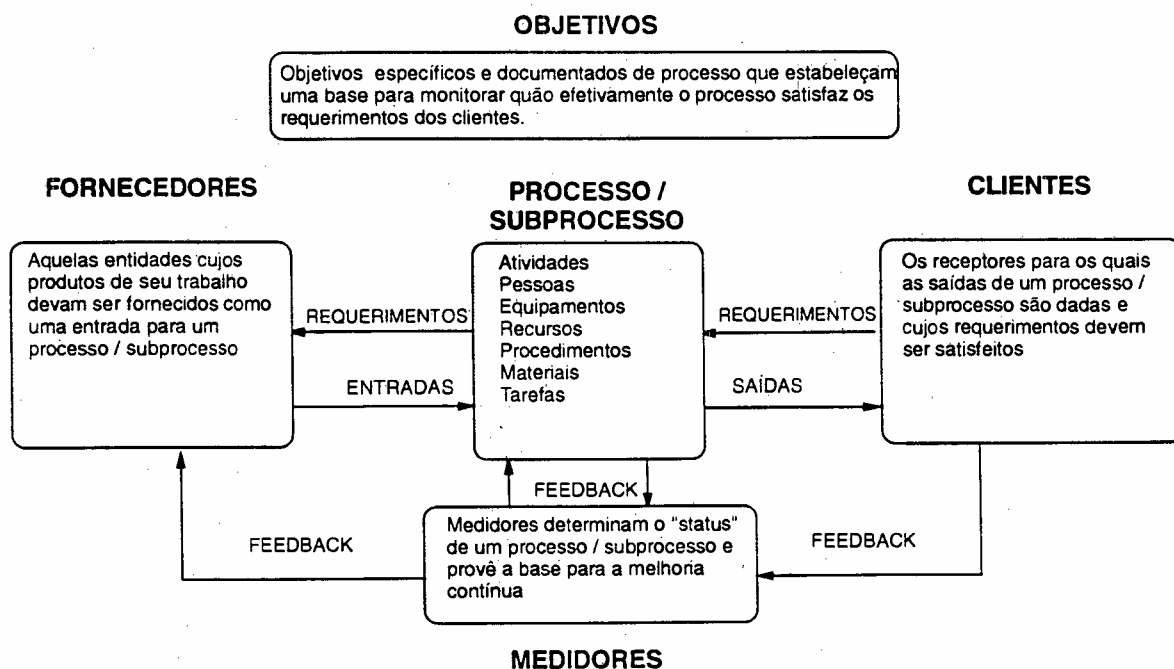 OBJETIVOS
Objetivos específicos e documentados de processo que estabeleçam
uma base para monitorar quão efetivamente o processo satisfaz os
requerimentos dos clientes.
FORNECEDORES
Aquelas entidades cujos
produtos de seu trabalho
devam ser fornecidos como
uma entrada para um
processo / subprocesso
REQUERIMENTOS
ENTRADAS
PROCESSO /
SUBPROCESSO
Atividades
Pessoas
Equipamentos
Recursos
Procedimentos
Materiais
Tarefas
REQUERIMENTOS
SAÍDAS
CLIENTES
Os receptores para os quais
as saídas de um processo /
subprocesso são dadas e
cujos requerimentos devem
ser satisfeitos
FEEDBACK
FEEDBACK
Medidores determinam o "status"
de um processo / subprocesso e
provê a base para a melhoria
contínua
FEEDBACK
MEDIDORES